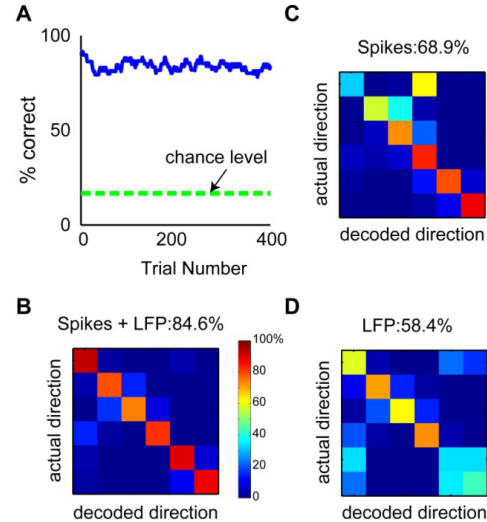 A
% correct
100
50
0
chance level
0
200
400
Trial Number
B
Spikes + LFP:84.6%
actual direction
decoded direction
100%
80
60
40
20
0
C
Spikes:68.9%
actual direction
decoded direction
D
LFP:58.4%
actual direction
decoded direction